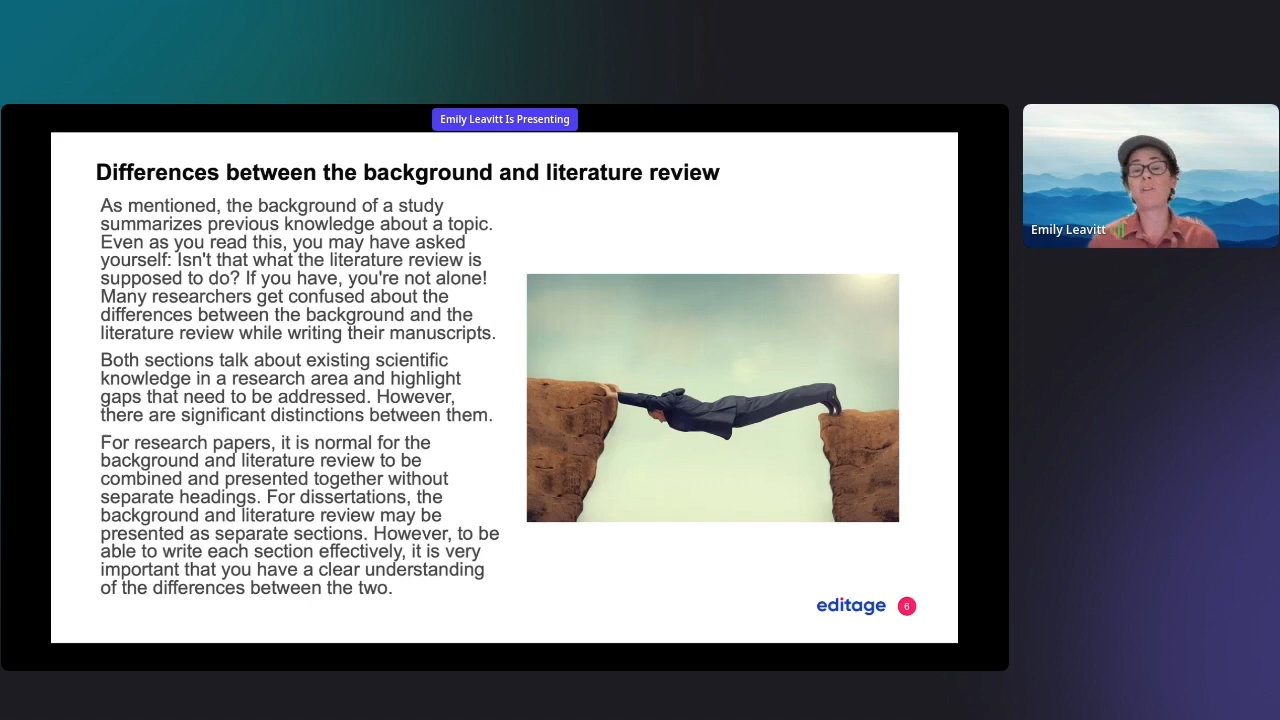 Emily Leavitt Is Presenting
Differences between the background and literature review
As mentioned, the background of a study
summarizes previous knowledge about a topic.
Even as you read this, you may have asked
yourself: Isn't that what the literature review is
supposed to do? If you have, you're not alone!
Many researchers get confused about the
differences between the background and the
literature review while writing their manuscripts.
Both sections talk about existing scientific
knowledge in a research area and highlight
gaps that need to be addressed. However,
there are significant distinctions between them.
For research papers, it is normal for the
background and literature review to be
combined and presented together without
separate headings. For dissertations, the
background and literature review may be
presented as separate sections. However, to be
able to write each section effectively, it is very
important that you have a clear understanding
of the differences between the two.
editage 6
Emily Leavitt